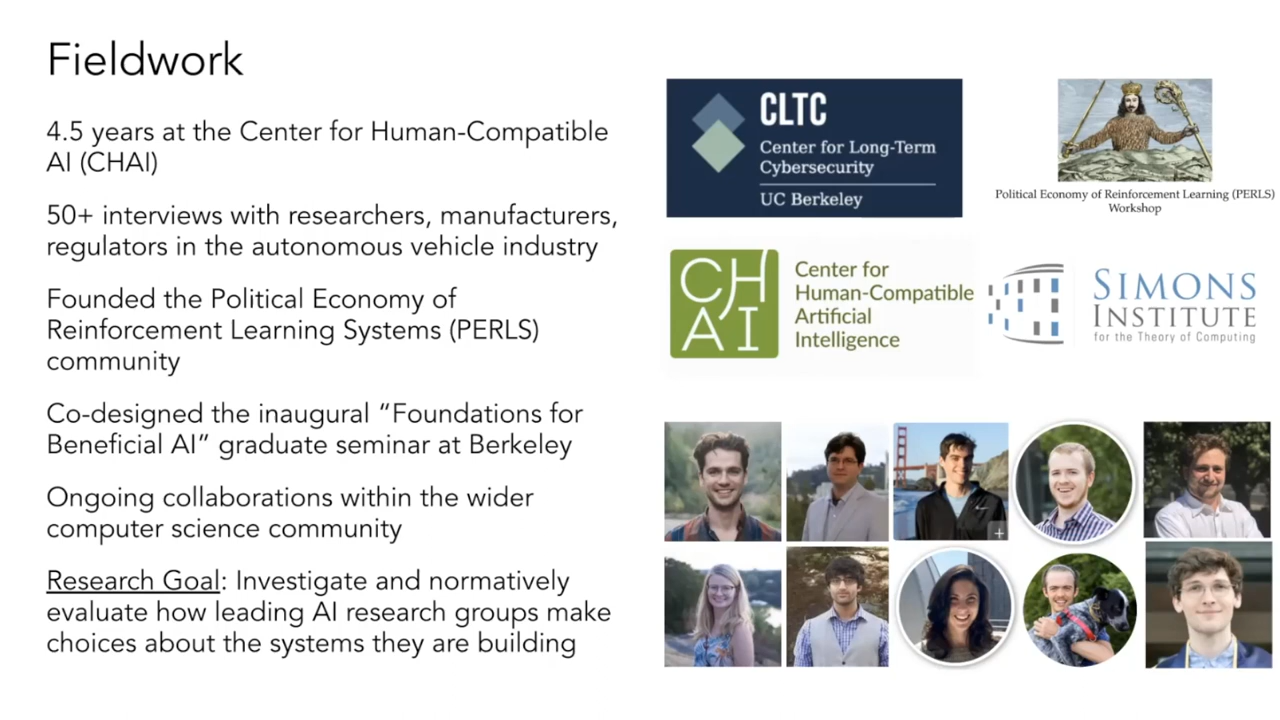 Fieldwork
4.5 years at the Center for Human-Compatible
AI (CHAI)
50+ interviews with researchers, manufacturers,
regulators in the autonomous vehicle industry
Founded the Political Economy of
Reinforcement Learning Systems (PERLS)
community
Co-designed the inaugural “Foundations for
Beneficial AI” graduate seminar at Berkeley
Ongoing collaborations within the wider
computer science community
Research Goal: Investigate and normatively
evaluate how leading AI research groups make
choices about the systems they are building
CLTC
Center for Long-Term
Cybersecurity
UC Berkeley
Political Economy of Reinforcement Learning (PERLS)
Workshop
CH
AI
Center for
Human-Compatible
Artificial
Intelligence
SIMONS
INSTITUTE
for the Theory of Computing